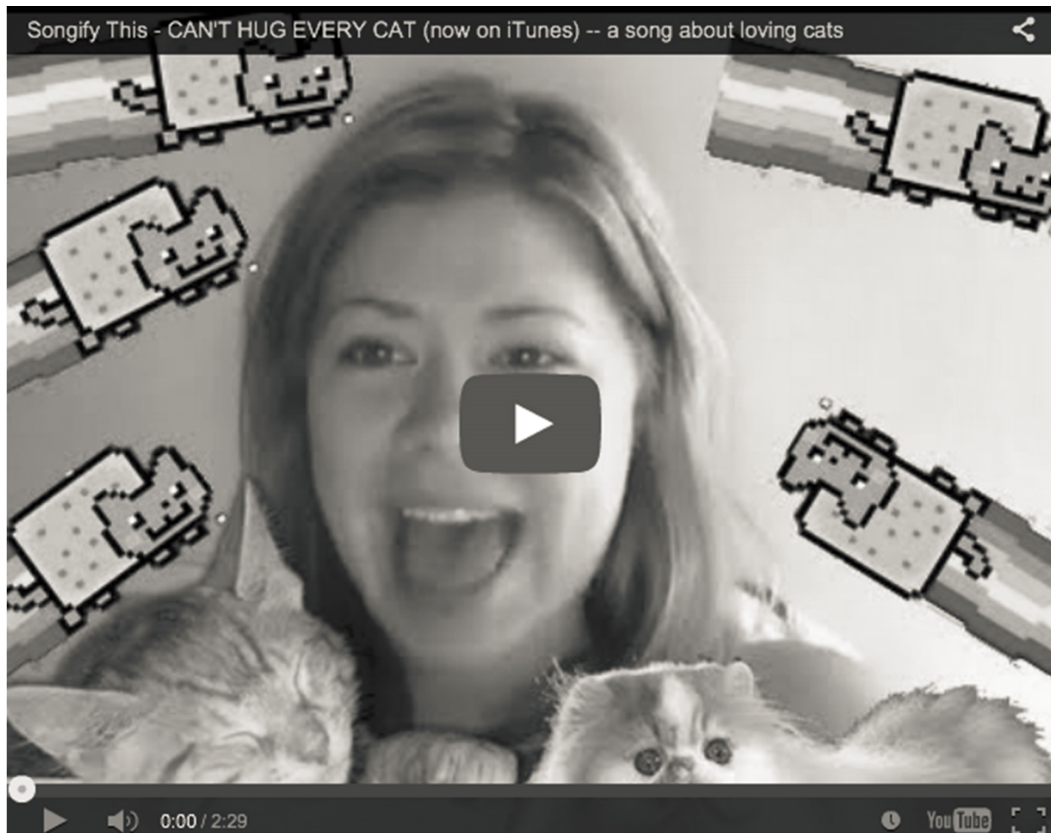 Songify This - CAN'T HUG EVERY CAT (now on iTunes) -- a song about loving cats
0:00 / 2:29
YouTube